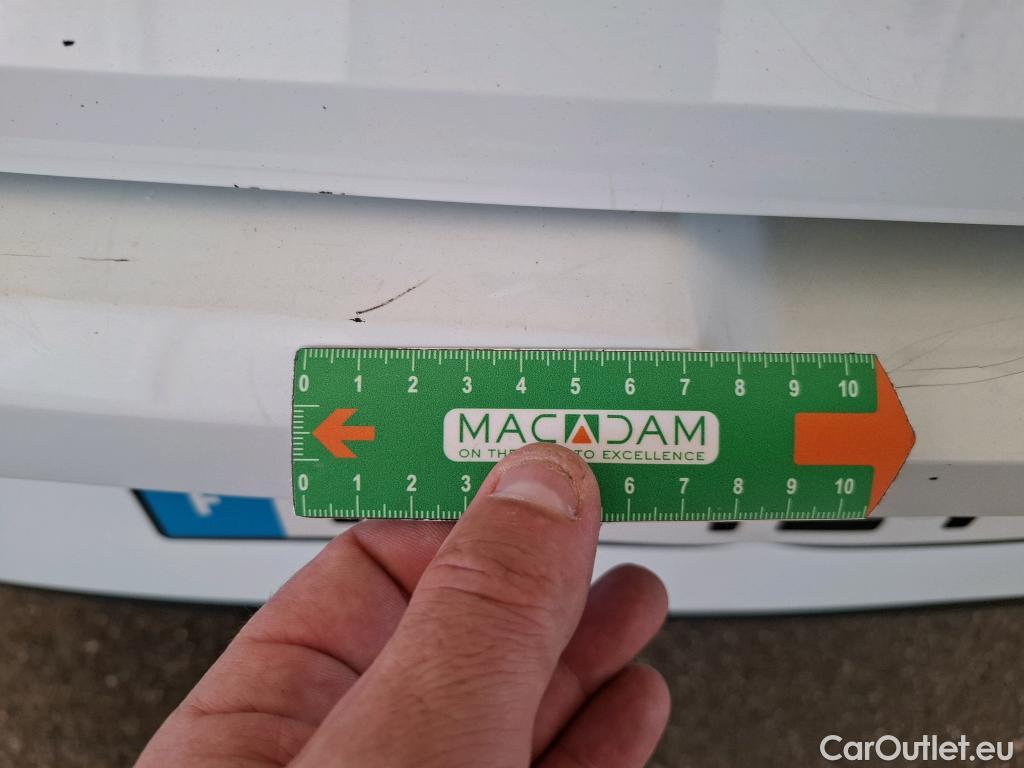 0 1 2 3 4 5 6 7 8 9 10
MACADAM
ON THE TO EXCELLENCE
0 1 2 3 6 7 8 9 10
F
CarOutlet.eu